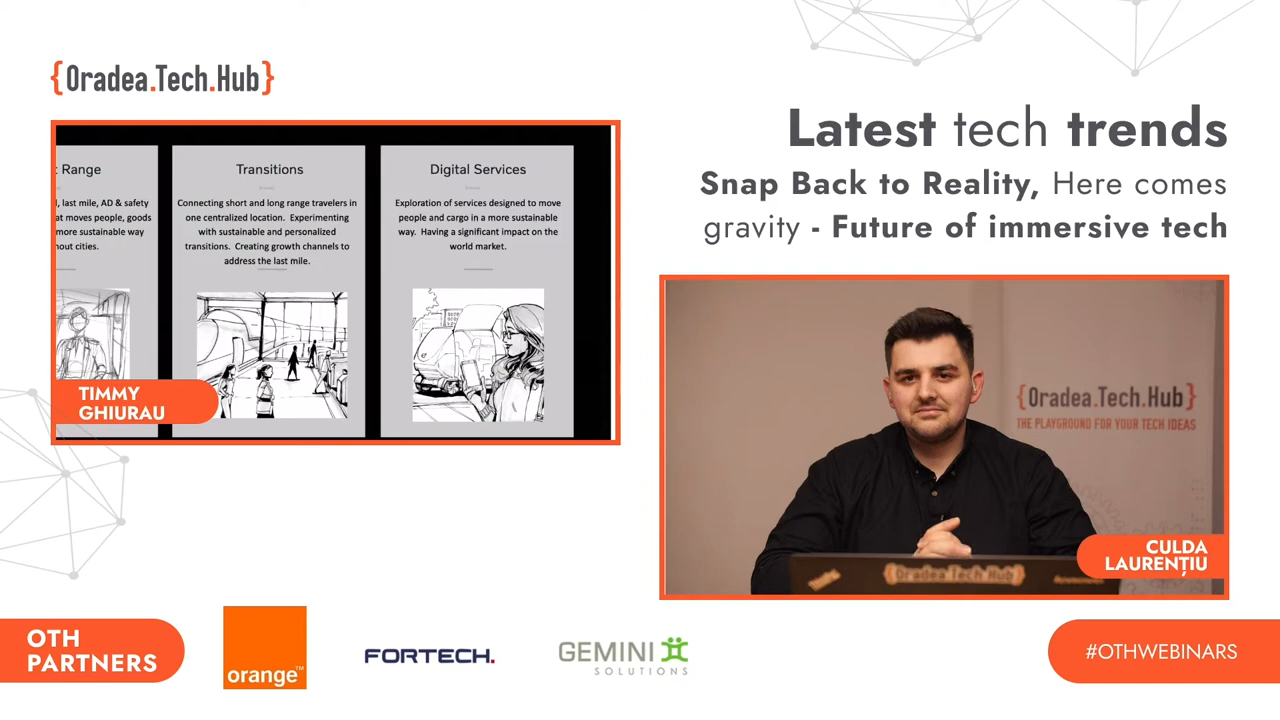 {Oradea.Tech.Hub}
Latest tech trends
Snap Back to Reality, Here comes
gravity - Future of immersive tech
Range
, last mile, AD & safety
at moves people, goods
more sustainable way
out cities.
Transitions
Connecting short and long range travelers in
one centralized location. Experimenting
with sustainable and personalized
transitions. Creating growth channels to
address the last mile.
Digital Services
Exploration of services designed to move
people and cargo in a more sustainable
way. Having a significant impact on the
world market.
TIMMY
GHIURAU
{Oradea.Tech.Hub}
THE PLAYGROUND FOR YOUR TECH IDEAS
{Oradea.Tech.Hub}
CULDA
LAURENȚIU
OTH
PARTNERS
orange™
FORTECH.
GEMINI
SOLUTIONS
#OTHWEBINARS